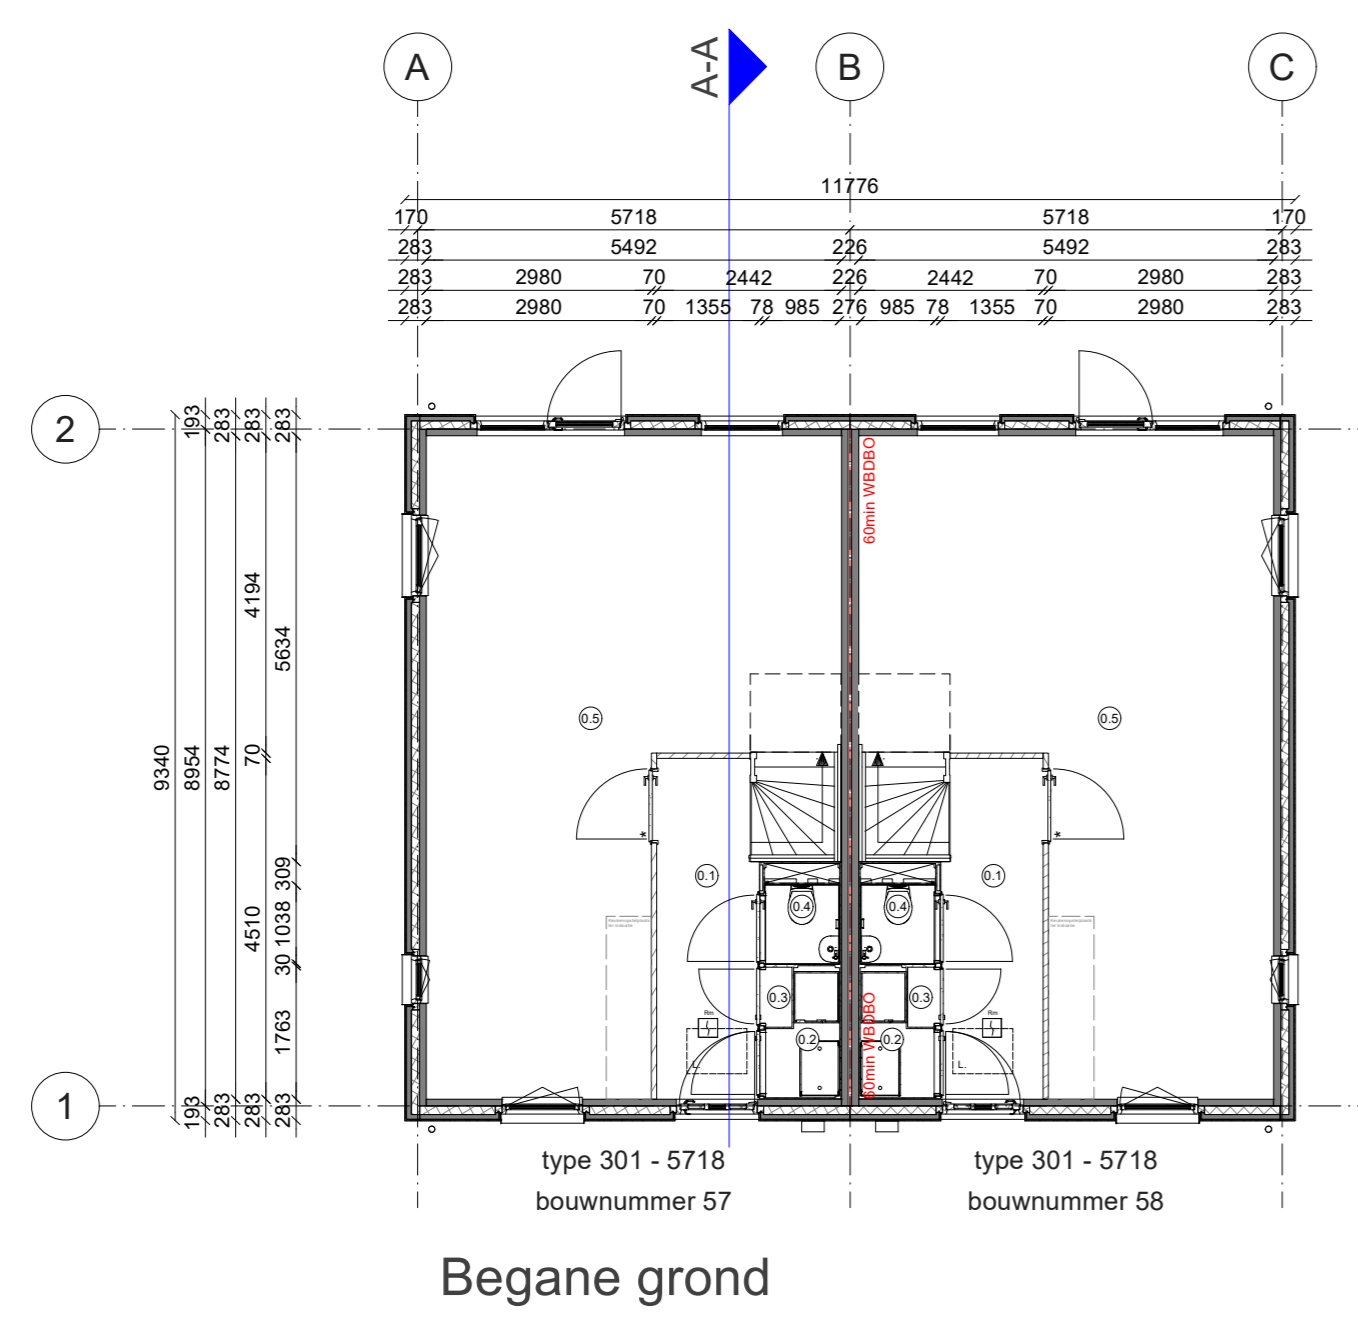 A
A-A
B
C
11776
170 5718 5718 170
283 5492 226 5492 283
283 2980 70 2442 226 2442 70 2980 283
283 2980 70 1355 78 985 276 985 78 1355 70 2980 283
2
193 283 283 283
60min WBDBO
4194
5634
0.5 0.5
9340 8954 8774 70
* *
309
0.1 0.1
0.4 0.4
4510 1038
30
0.3 0.3
Rm Rm
0.2 0.2
1763
60min WBDBO
L. L.
1
193 283 283 283
type 301 - 5718 type 301 - 5718
bouwnummer 57 bouwnummer 58
Begane grond